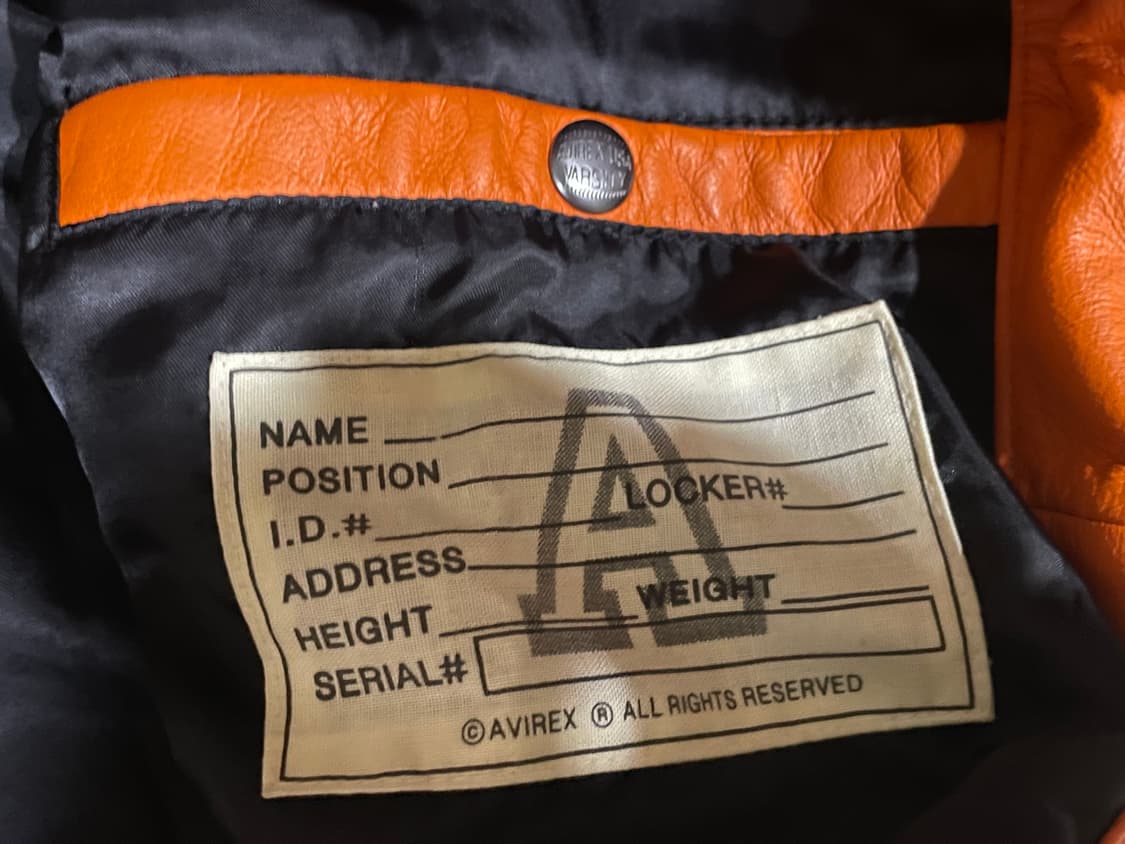 AVIREX USA
VARSITY
NAME
POSITION
I.D.# LOCKER#
ADDRESS
HEIGHT WEIGHT
SERIAL#
©AVIREX ® ALL RIGHTS RESERVED
A